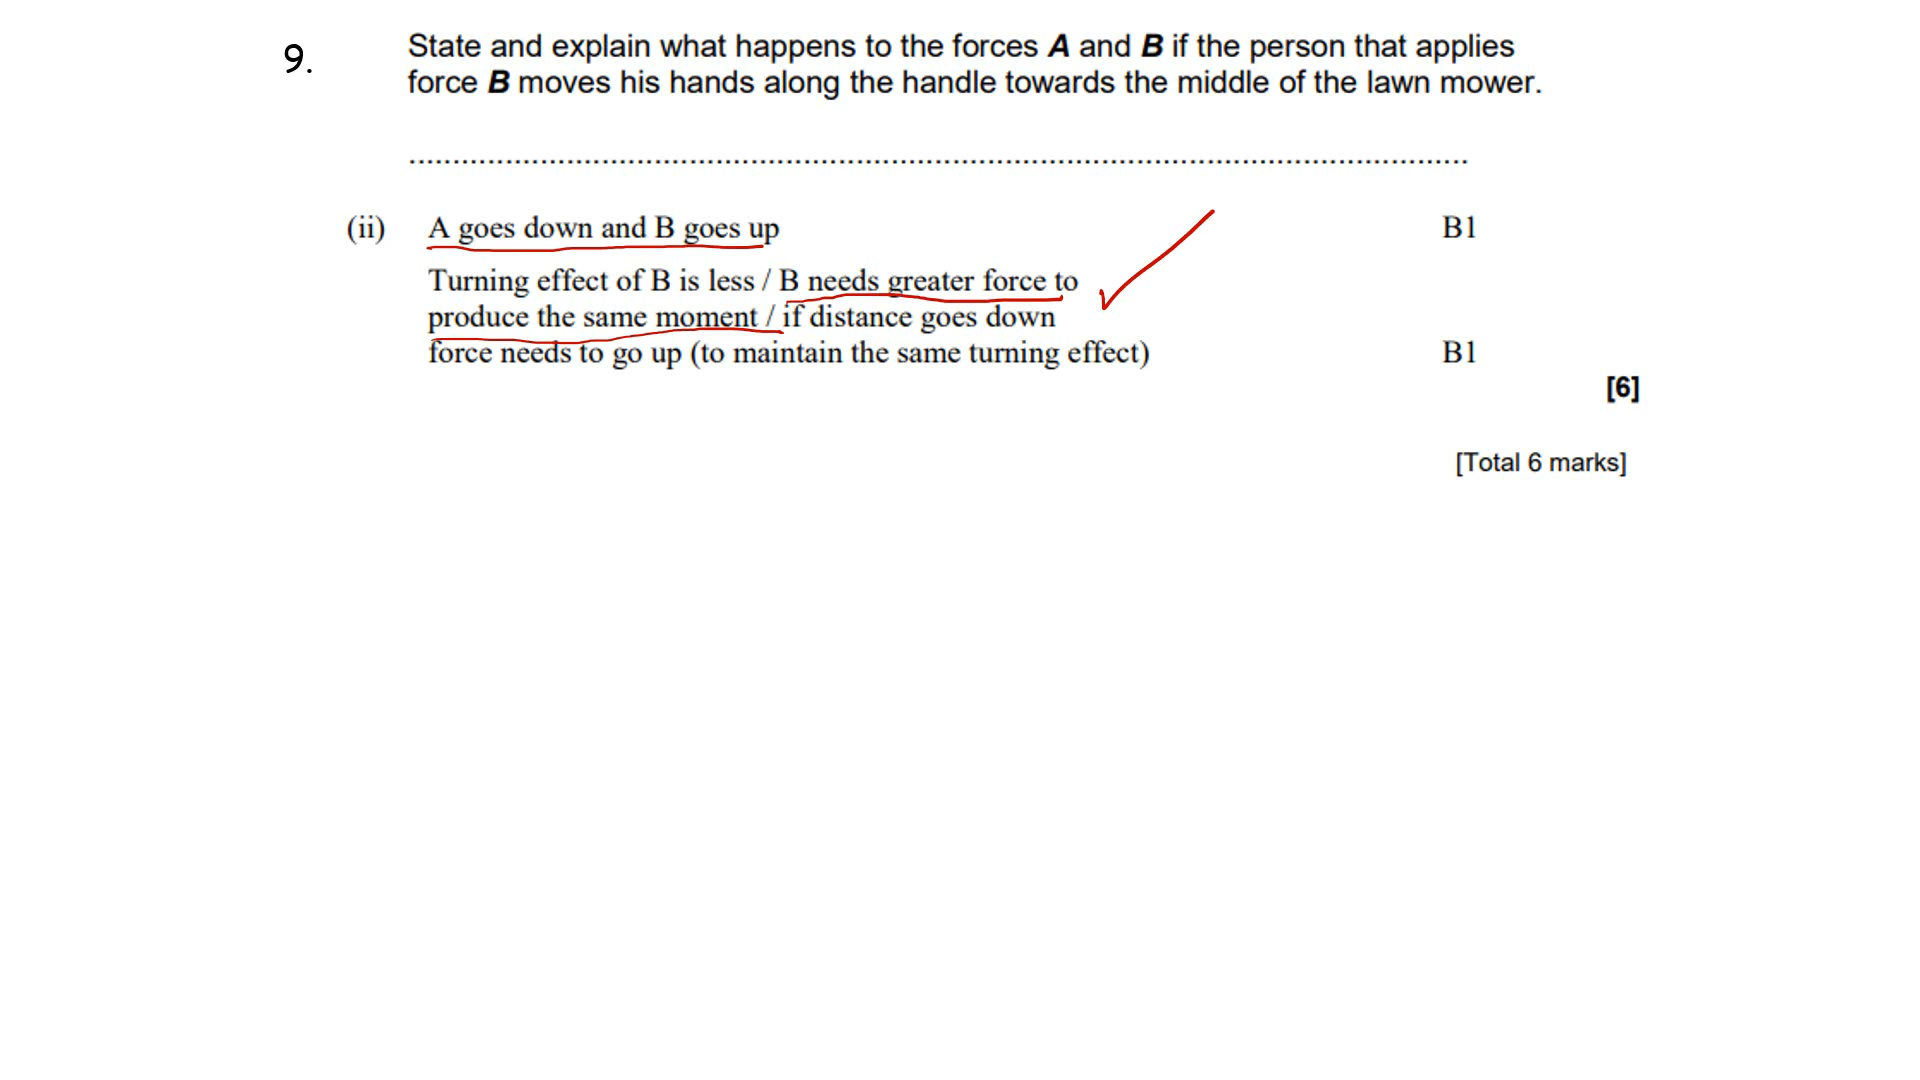 9.
State and explain what happens to the forces A and B if the person that applies
force B moves his hands along the handle towards the middle of the lawn mower.
..........................................................................................................................
(ii) A goes down and B goes up B1
Turning effect of B is less / B needs greater force to
produce the same moment / if distance goes down
force needs to go up (to maintain the same turning effect) B1
[6]
[Total 6 marks]